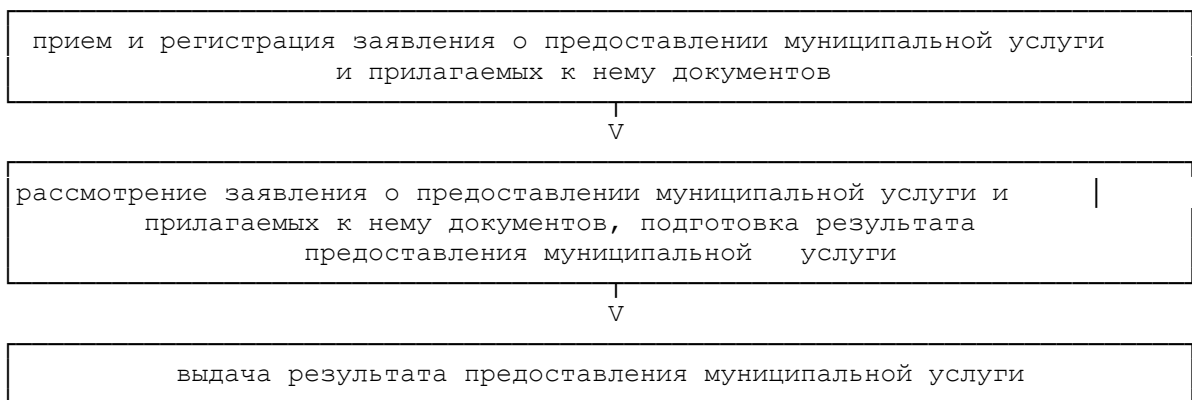 прием и регистрация заявления о предоставлении муниципальной услуги
и прилагаемых к нему документов
V
рассмотрение заявления о предоставлении муниципальной услуги и
прилагаемых к нему документов, подготовка результата
предоставления муниципальной услуги
V
выдача результата предоставления муниципальной услуги